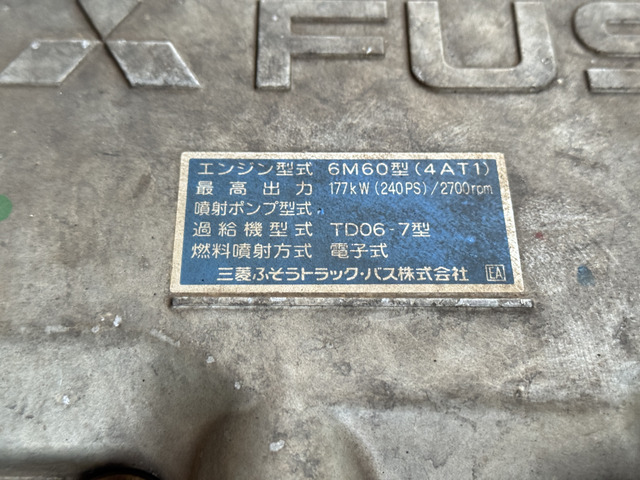 FUS
エンジン型式 6M60型(4AT1)
最高出力 177kW(240PS)/2700rpm
噴射ポンプ型式
過給機型式 TD06-7型
燃料噴射方式 電子式
三菱ふそうトラック・バス株式会社 EA